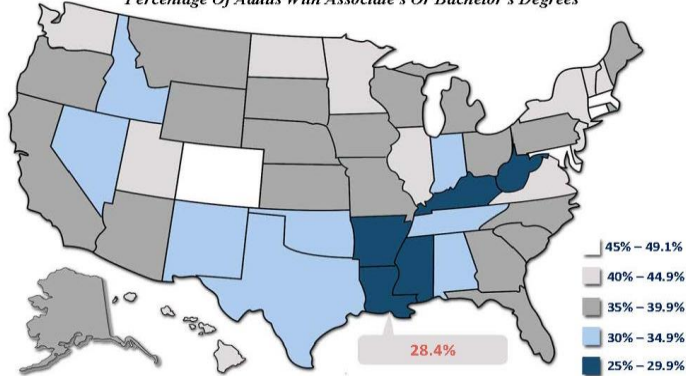 Percentage Of Adults With Associate's Or Bachelor's Degrees
45% – 49.1%
40% – 44.9%
35% – 39.9%
30% – 34.9%
25% – 29.9%
28.4%